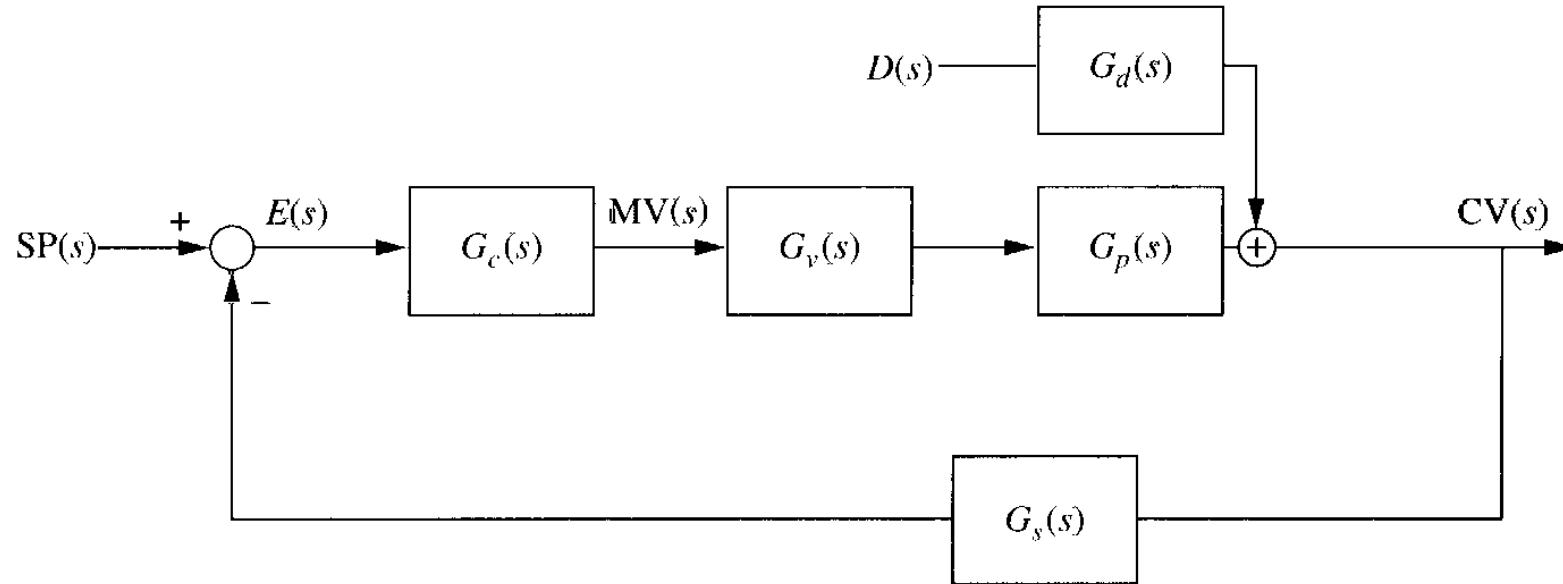 D(s)
G_d(s)
+
SP(s)
E(s)
G_c(s)
MV(s)
G_v(s)
G_p(s)
+
CV(s)
−
G_s(s)